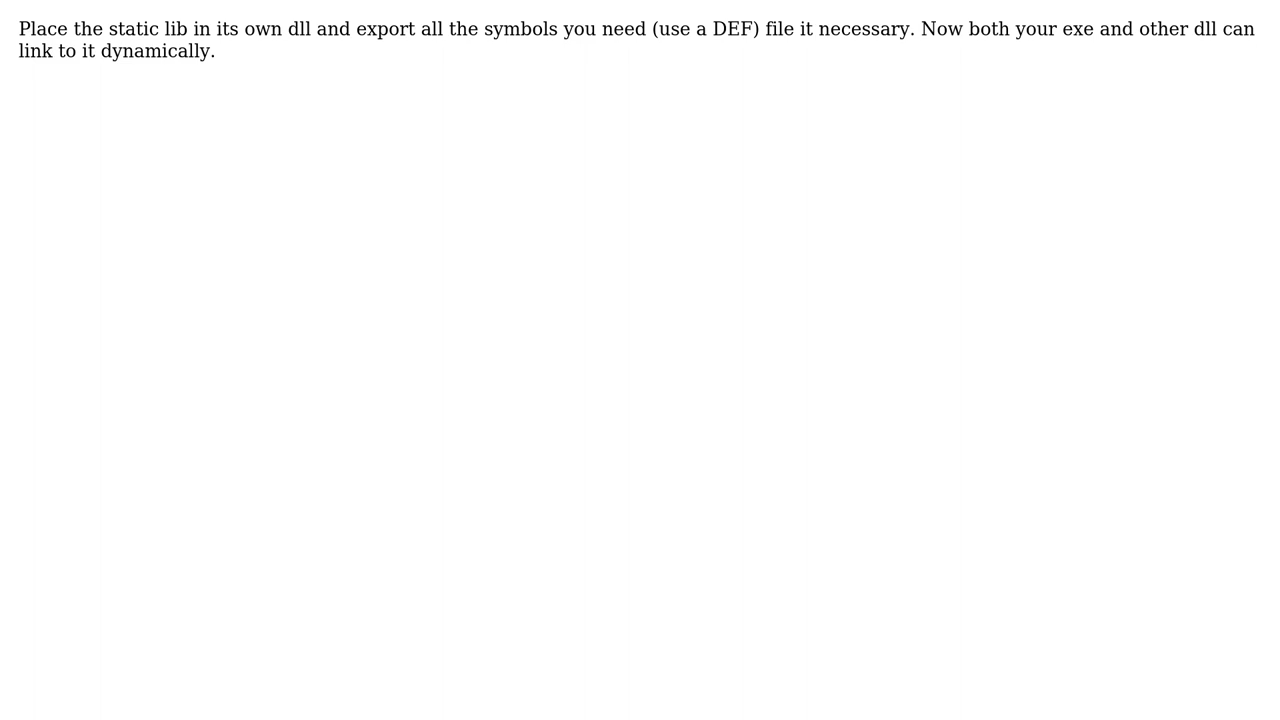 Place the static lib in its own dll and export all the symbols you need (use a DEF) file it necessary. Now both your exe and other dll can
link to it dynamically.